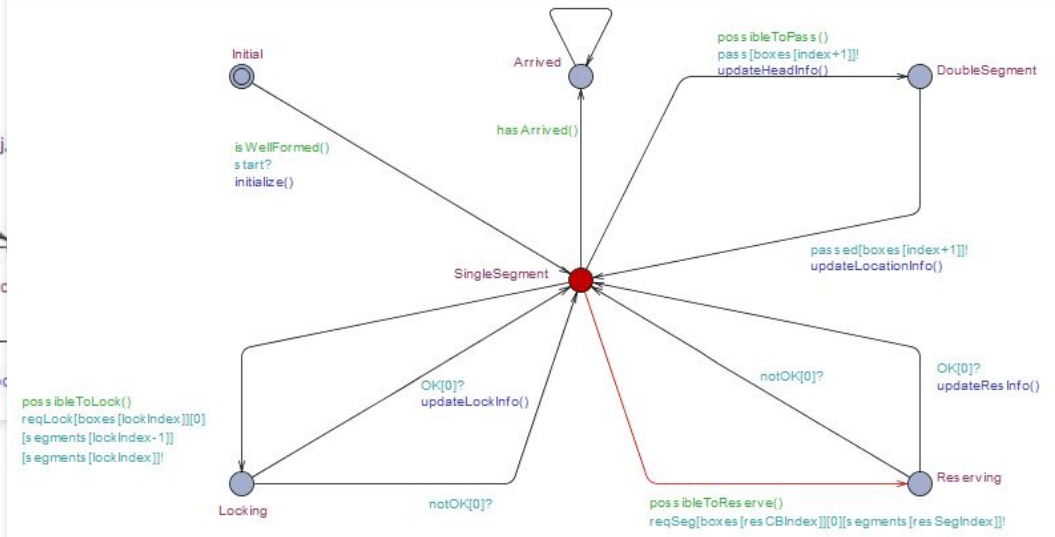 Initial
Arrived
possibleToPass()
pass[boxes[index+1]]!
updateHeadInfo()
DoubleSegment
isWellFormed()
start?
initialize()
hasArrived()
passed[boxes[index+1]]!
updateLocationInfo()
SingleSegment
possibleToLock()
reqLock[boxes[lockIndex]][0]
[segments[lockIndex-1]]
[segments[lockIndex]]!
OK[0]?
updateLockInfo()
notOK[0]?
OK[0]?
updateResInfo()
Locking
notOK[0]?
Reserving
possibleToReserve()
reqSeg[boxes[resCBIndex]][0][segments[resSegIndex]]!